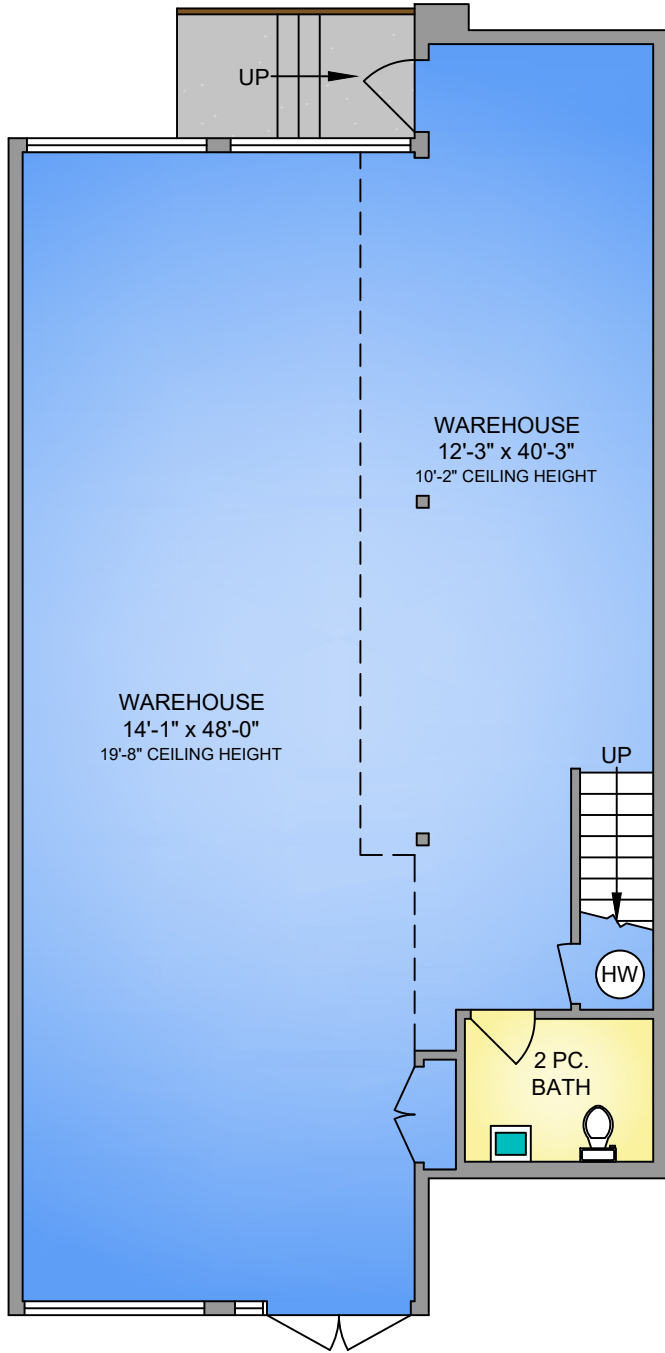 UP
WAREHOUSE
12'-3" x 40'-3"
10'-2" CEILING HEIGHT
WAREHOUSE
14'-1" x 48'-0"
19'-8" CEILING HEIGHT
UP
HW
2 PC.
BATH